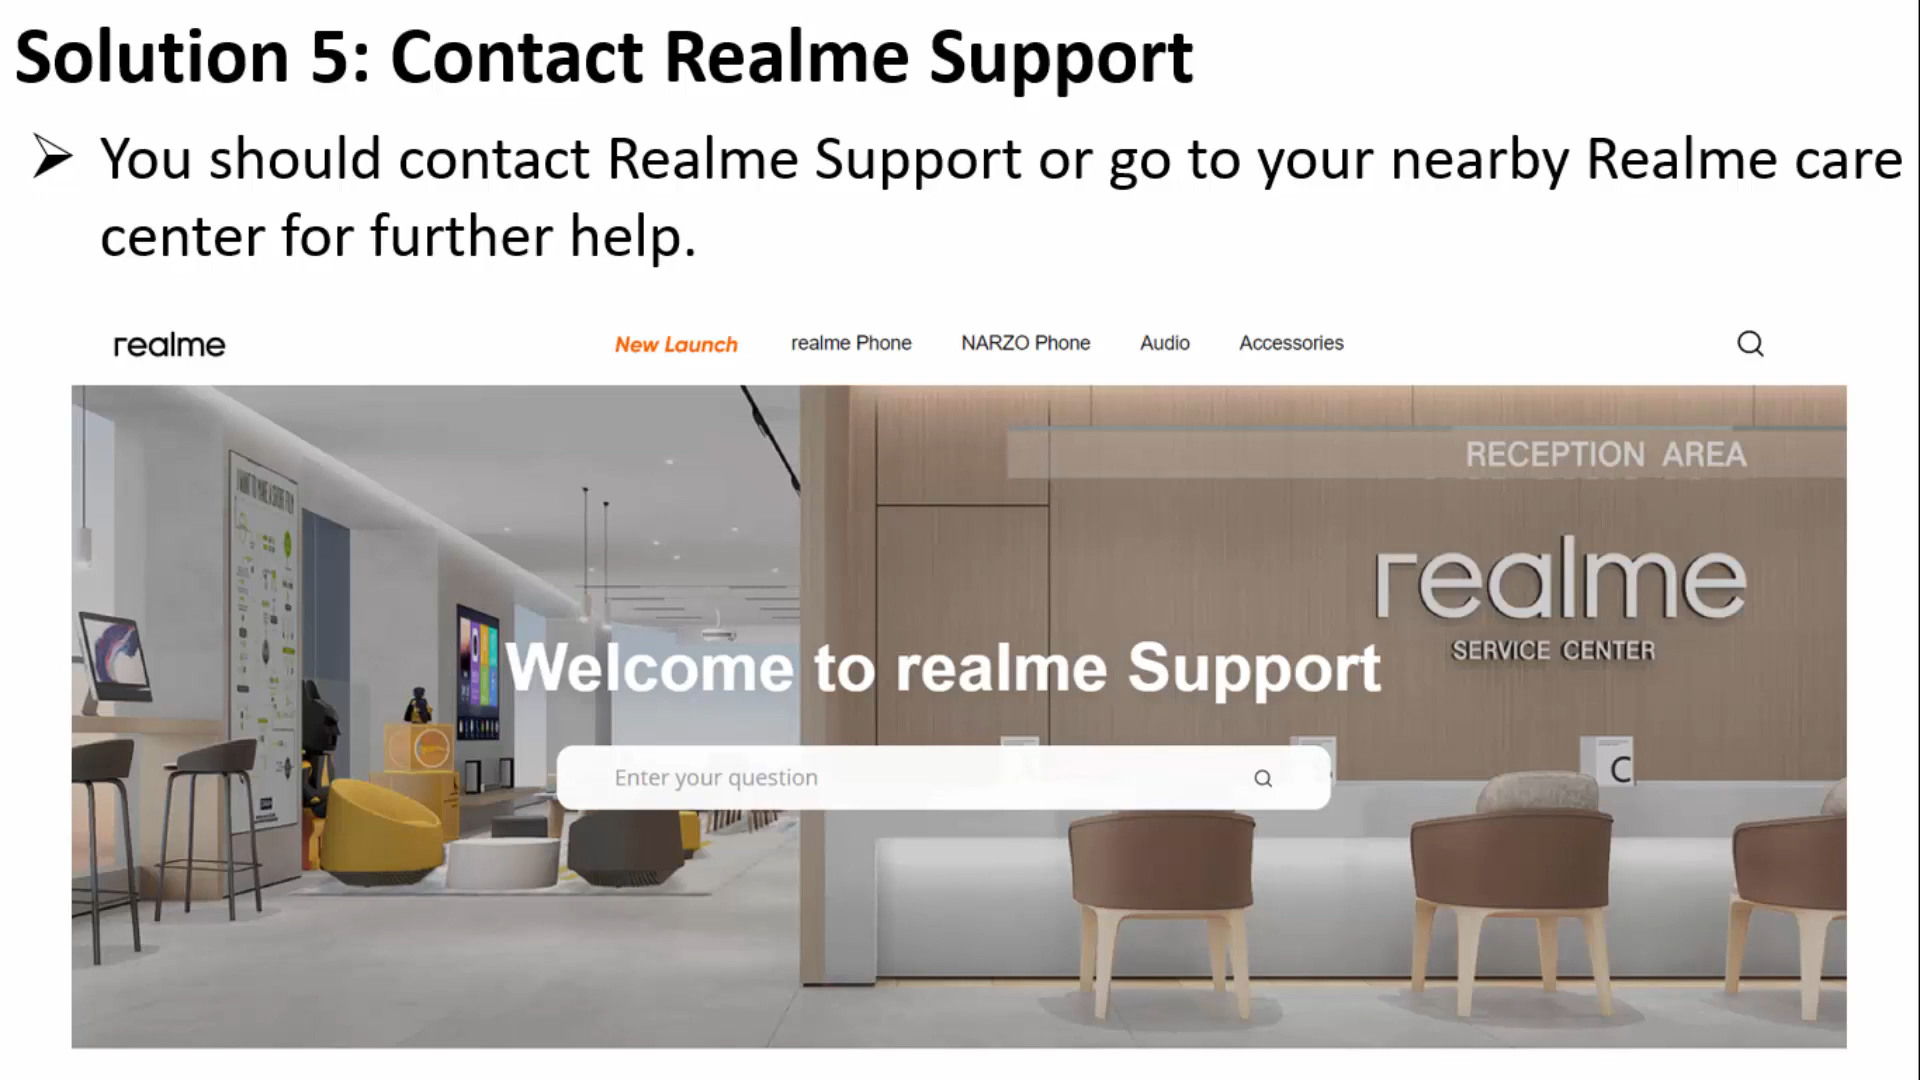 Solution 5: Contact Realme Support
➢ You should contact Realme Support or go to your nearby Realme care
center for further help.
realme New Launch realme Phone NARZO Phone Audio Accessories
RECEPTION AREA
realme
SERVICE CENTER
Welcome to realme Support
Enter your question
C